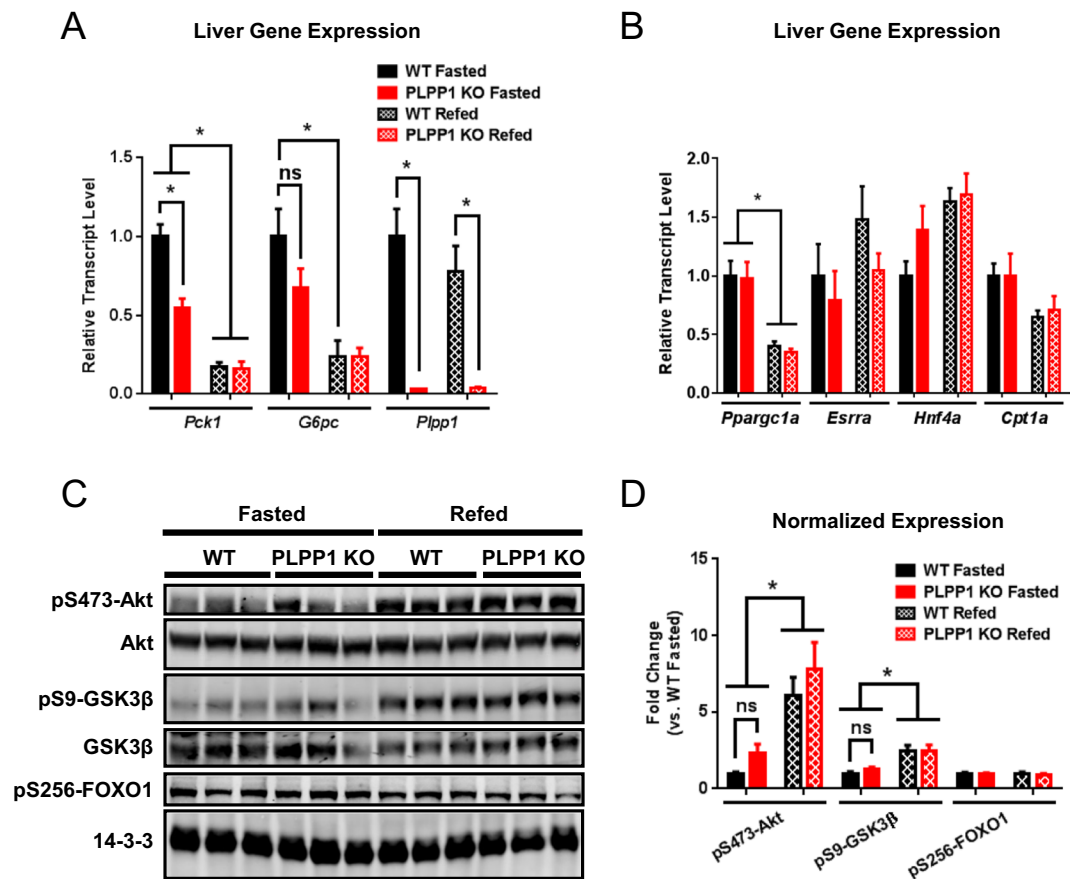 A
Liver Gene Expression
WT Fasted
PLPP1 KO Fasted
WT Refed
PLPP1 KO Refed
Relative Transcript Level
1.5
1.0
0.5
0.0
*
*
*
ns
*
*
Pck1
G6pc
Plpp1
B
Liver Gene Expression
Relative Transcript Level
2.0
1.5
1.0
0.5
0.0
*
Ppargc1a
Esrra
Hnf4a
Cpt1a
C
Fasted
Refed
WT
PLPP1 KO
WT
PLPP1 KO
pS473-Akt
Akt
pS9-GSK3β
GSK3β
pS256-FOXO1
14-3-3
D
Normalized Expression
WT Fasted
PLPP1 KO Fasted
WT Refed
PLPP1 KO Refed
Fold Change
(vs. WT Fasted)
15
10
5
0
*
ns
*
ns
pS473-Akt
pS9-GSK3β
pS256-FOXO1